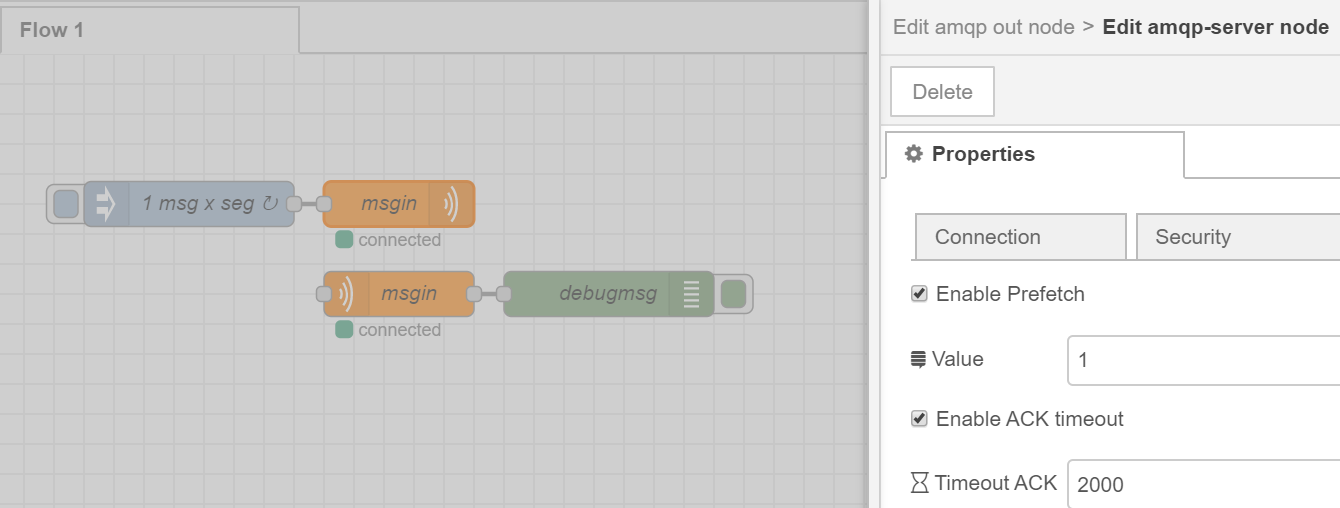 Flow 1
1 msg x seg ↻
msgin
connected
msgin
debugmsg
connected
Edit amqp out node > Edit amqp-server node
Delete
Properties
Connection
Security
Enable Prefetch
Value
1
Enable ACK timeout
Timeout ACK
2000